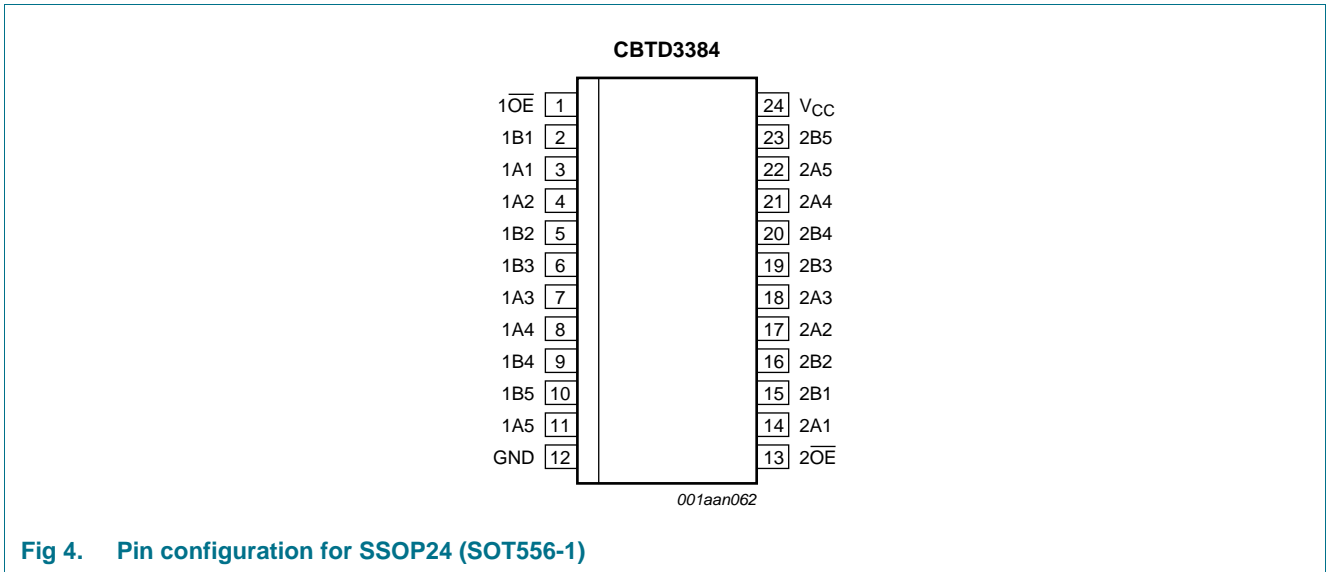 CBTD3384
1O̅E̅ 1
1B1 2
1A1 3
1A2 4
1B2 5
1B3 6
1A3 7
1A4 8
1B4 9
1B5 10
1A5 11
GND 12
24 VCC
23 2B5
22 2A5
21 2A4
20 2B4
19 2B3
18 2A3
17 2A2
16 2B2
15 2B1
14 2A1
13 2O̅E̅
001aan062
Fig 4. Pin configuration for SSOP24 (SOT556-1)